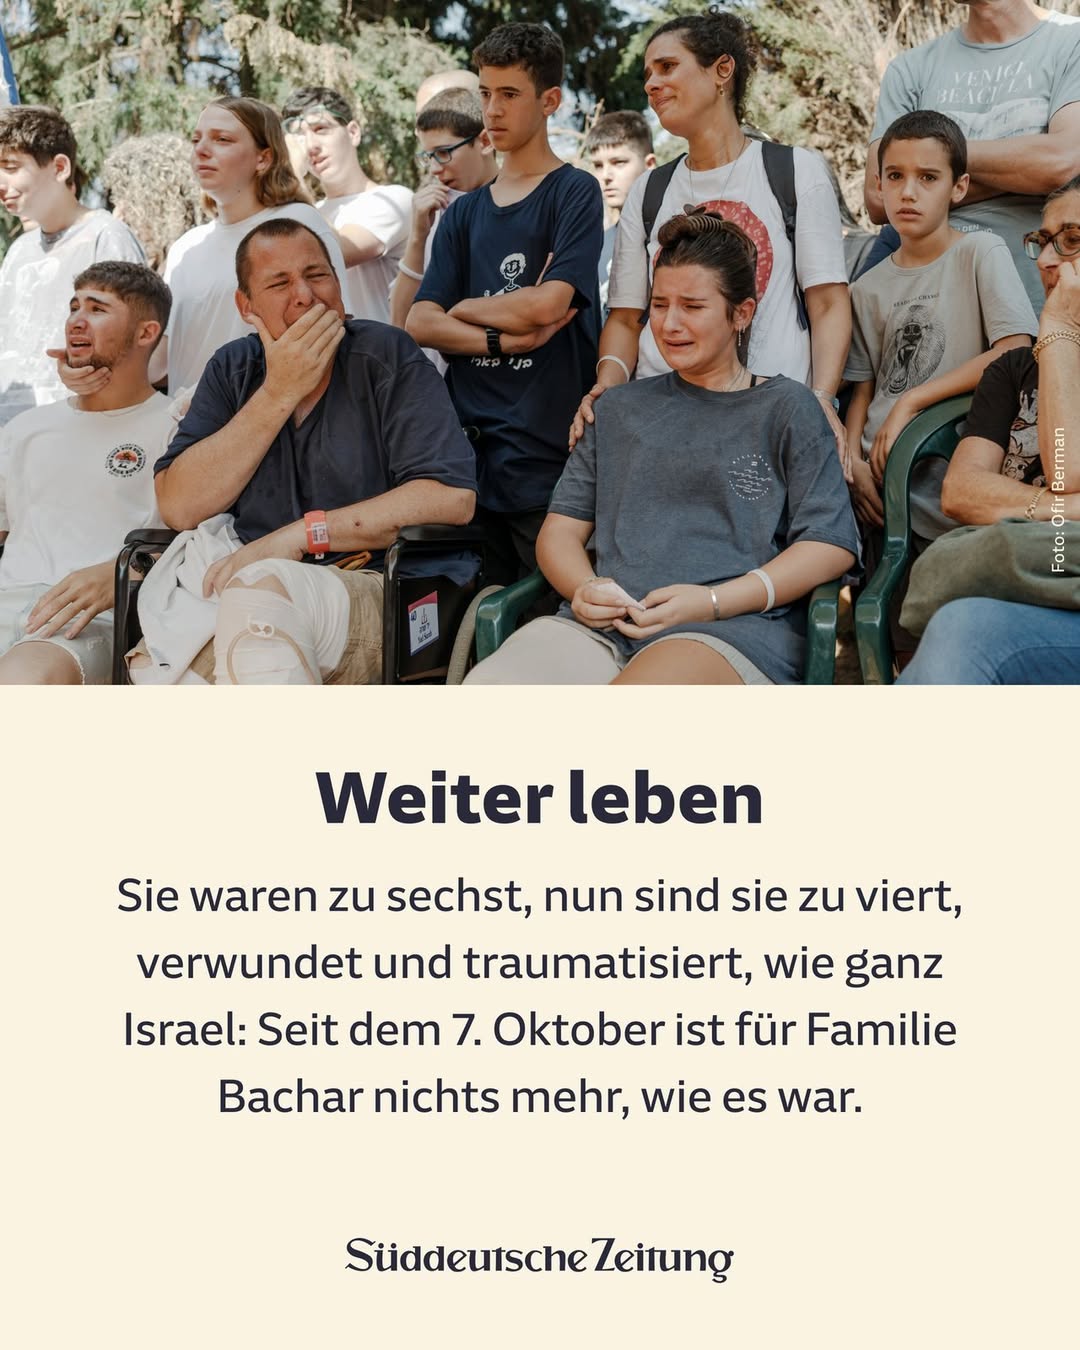 VENICE
BEACH LA
בני בארי
Foto: Ofir Berman
Weiter leben
Sie waren zu sechst, nun sind sie zu viert,
verwundet und traumatisiert, wie ganz
Israel: Seit dem 7. Oktober ist für Familie
Bachar nichts mehr, wie es war.
Süddeutsche Zeitung